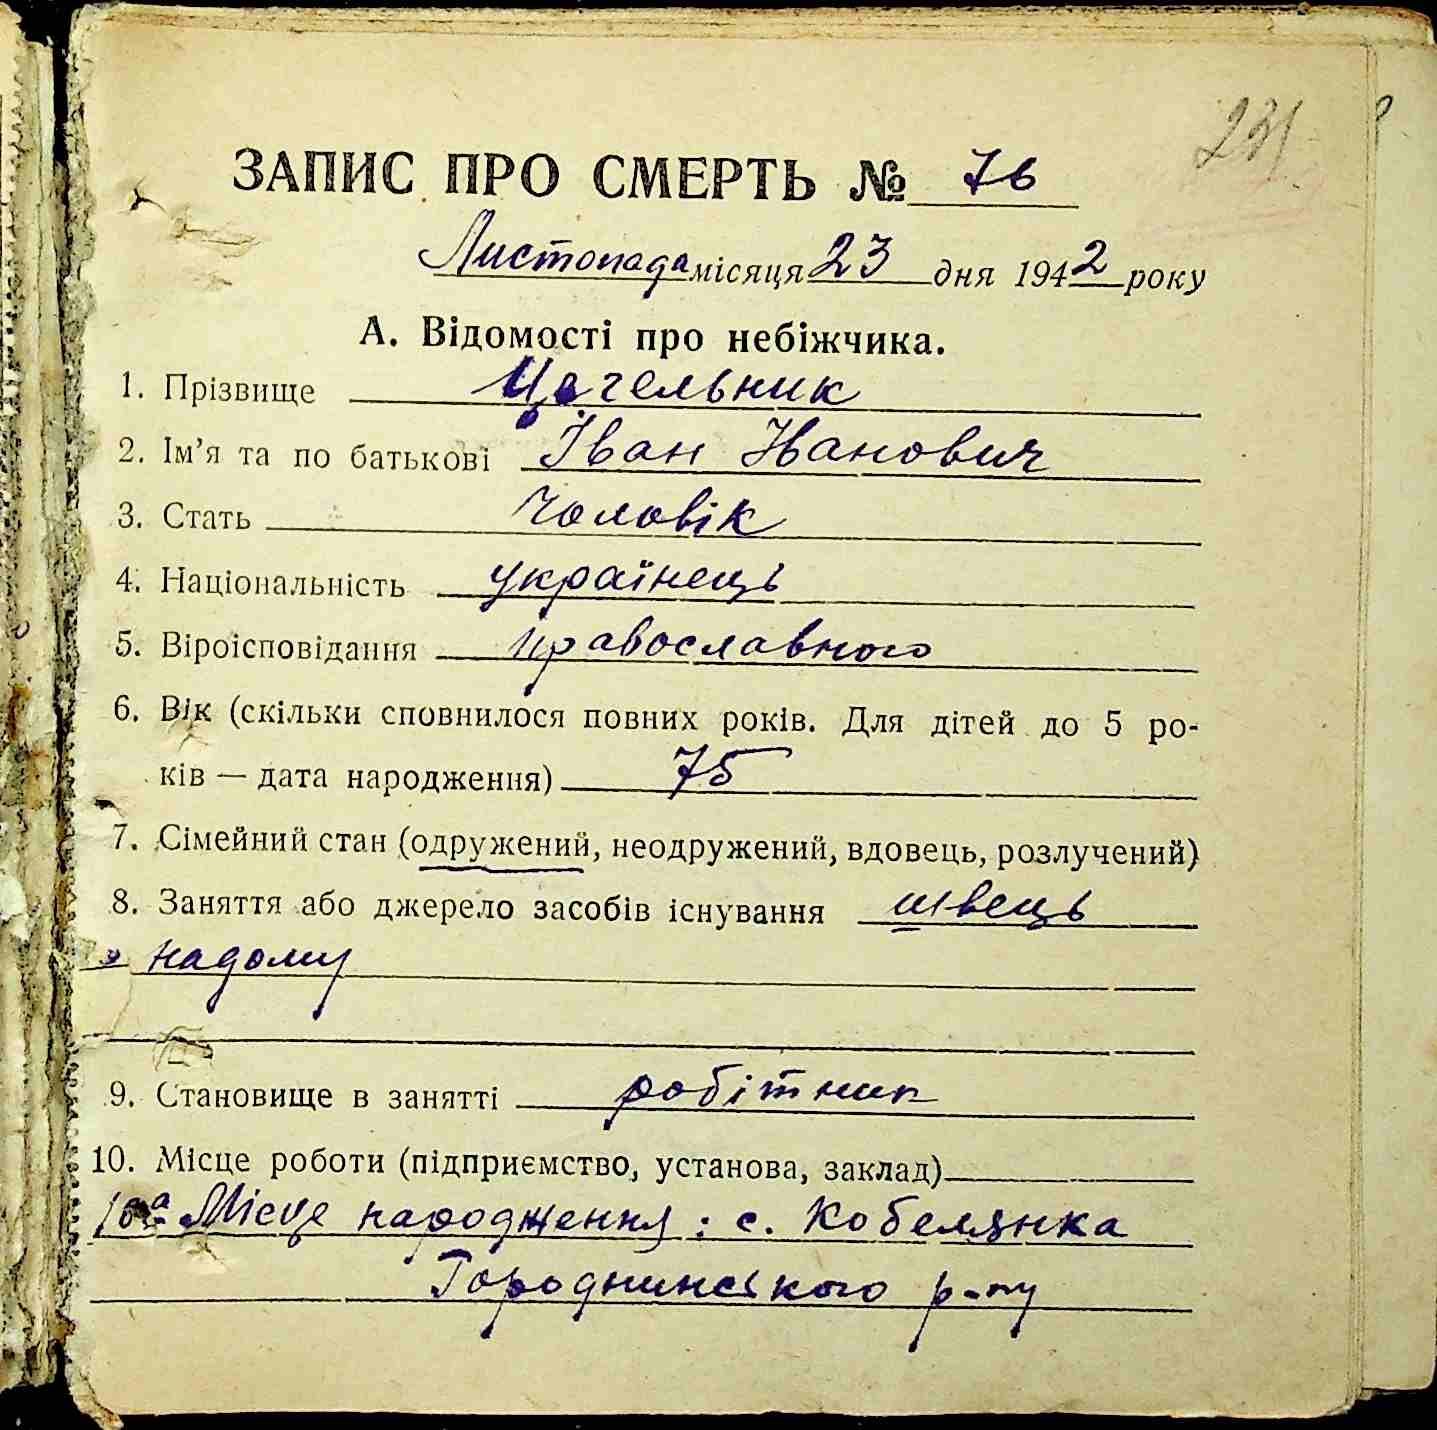 231
ЗАПИС ПРО СМЕРТЬ № 76
Листопада місяця 23 дня 1942 року
А. Відомості про небіжчика.
1. Прізвище Цегельник
2. Ім'я та по батькові Іван Иванович
3. Стать чоловік
4. Національність українець
5. Віроісповідання православного
6. Вік (скільки сповнилося повних років. Для дітей до 5 ро-
ків — дата народження) 75
7. Сімейний стан (одружений, неодружений, вдовець, розлучений)
8. Заняття або джерело засобів існування швець
надому
9. Становище в занятті робітник
10. Місце роботи (підприємство, установа, заклад)
10а Місце народження: с. Кобелянка
Городнинського р-ну